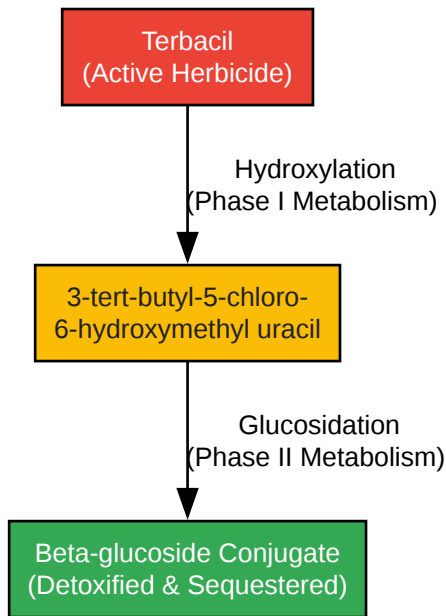 Terbacil
(Active Herbicide)
Hydroxylation
(Phase I Metabolism)
3-tert-butyl-5-chloro-
6-hydroxymethyl uracil
Glucosidation
(Phase II Metabolism)
Beta-glucoside Conjugate
(Detoxified & Sequestered)